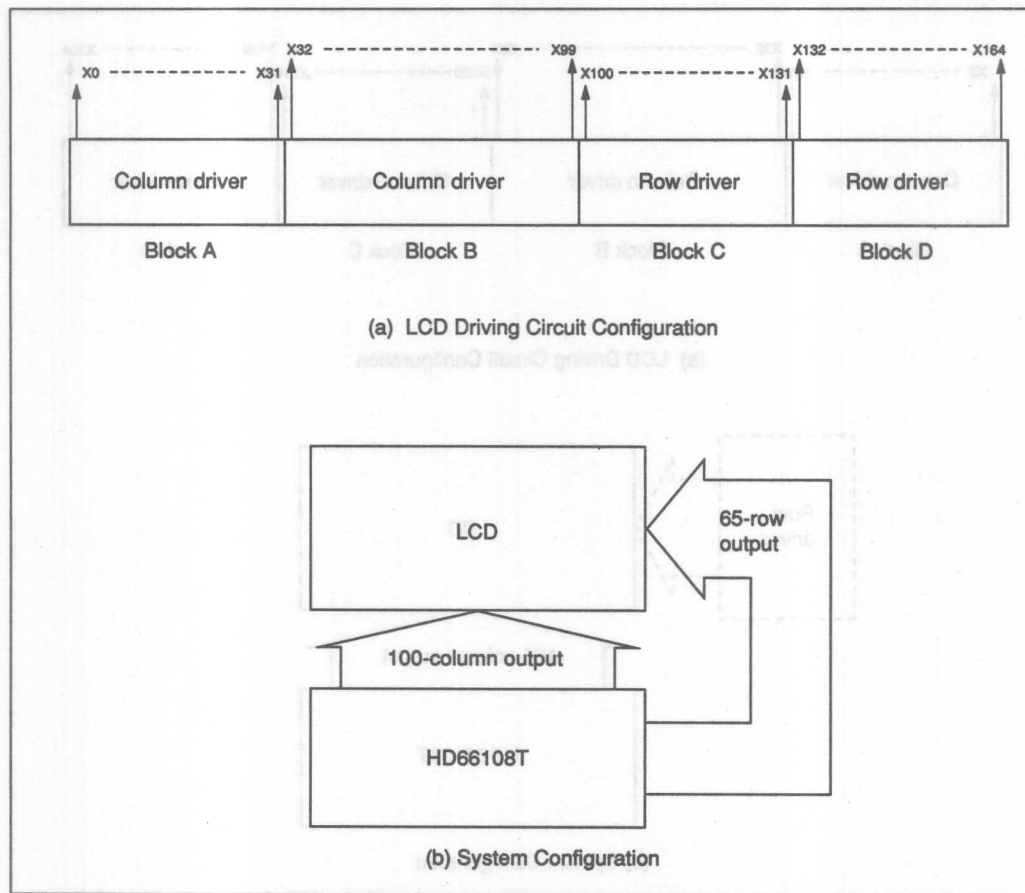 X32 X99 X132 X164
X0 X31 X100 X131
Column driver Column driver Row driver Row driver
Block A Block B Block C Block D
(a) LCD Driving Circuit Configuration
LCD
65-row
output
100-column output
HD66108T
(b) System Configuration